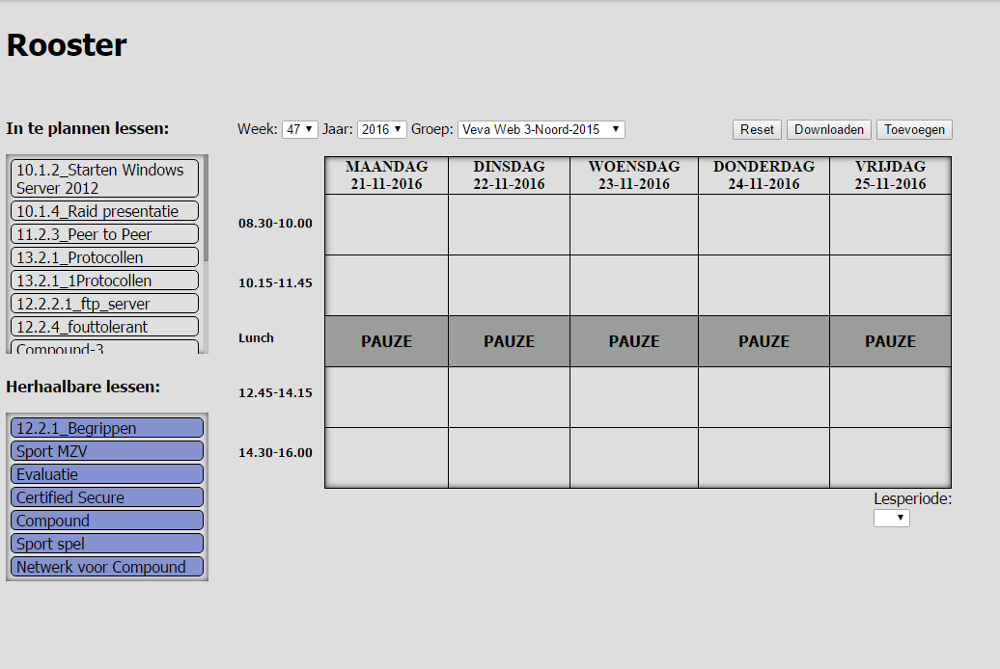 Rooster
In te plannen lessen:
10.1.2_Starten Windows
Server 2012
10.1.4_Raid presentatie
11.2.3_Peer to Peer
13.2.1_Protocollen
13.2.1_1Protocollen
12.2.2.1_ftp_server
12.2.4_fouttolerant
Compound-3
Herhaalbare lessen:
12.2.1_Begrippen
Sport MZV
Evaluatie
Certified Secure
Compound
Sport spel
Netwerk voor Compound
Week: 47 Jaar: 2016 Groep: Veva Web 3-Noord-2015 Reset Downloaden Toevoegen
MAANDAG DINSDAG WOENSDAG DONDERDAG VRIJDAG
21-11-2016 22-11-2016 23-11-2016 24-11-2016 25-11-2016
08.30-10.00
10.15-11.45
Lunch PAUZE PAUZE PAUZE PAUZE PAUZE
12.45-14.15
14.30-16.00
Lesperiode: